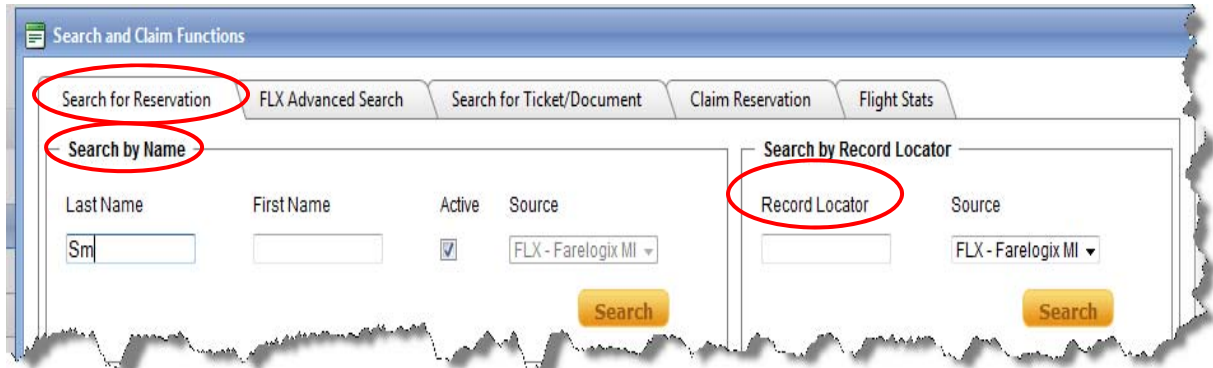 Search and Claim Functions
Search for Reservation FLX Advanced Search Search for Ticket/Document Claim Reservation Flight Stats
Search by Name Search by Record Locator
Last Name First Name Active Source Record Locator Source
Sm FLX - Farelogix MI FLX - Farelogix MI
Search Search